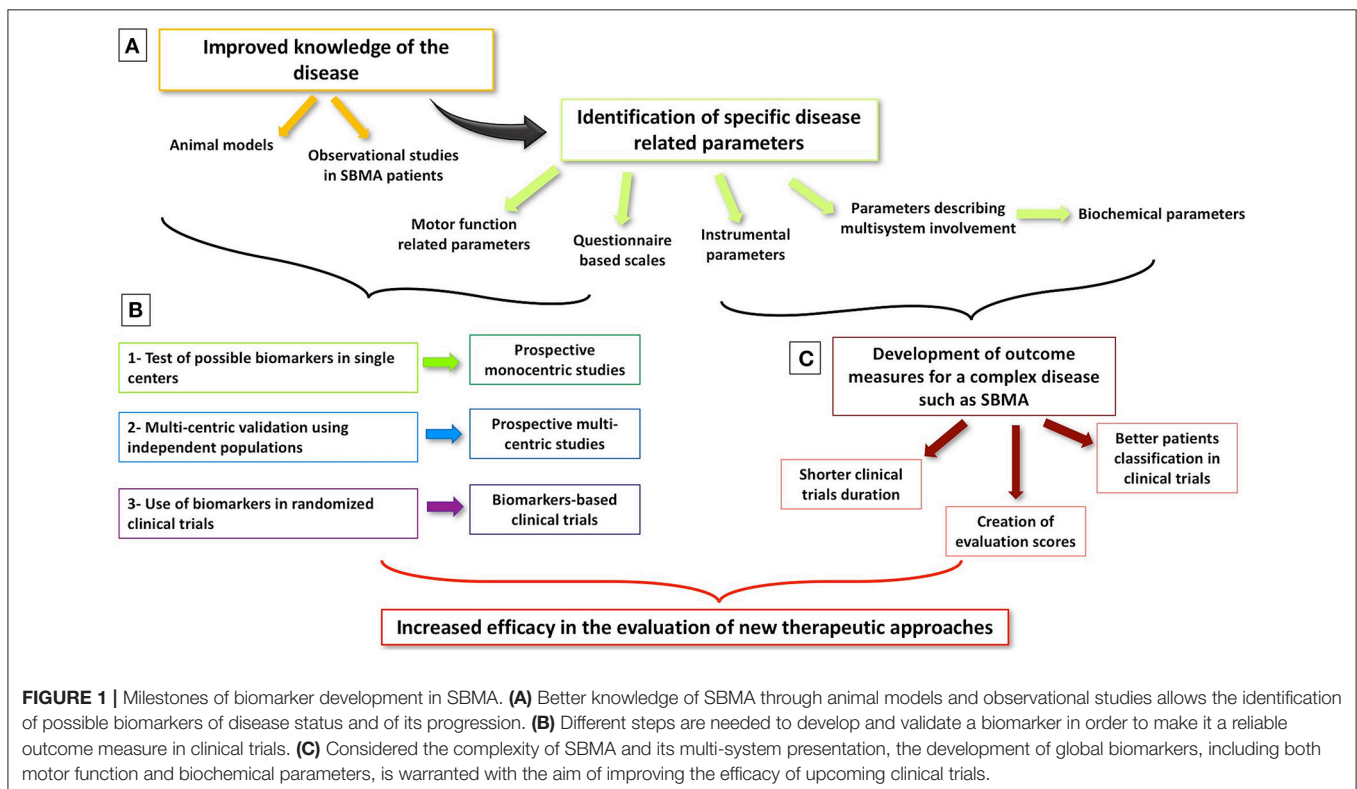 A
Improved knowledge of the
disease
Animal models
Observational studies
in SBMA patients
Identification of specific disease
related parameters
Motor function
related parameters
Questionnaire
based scales
Instrumental
parameters
Parameters describing
multisystem involvement
Biochemical parameters
B
1- Test of possible biomarkers in single
centers
Prospective
monocentric studies
2- Multi-centric validation using
independent populations
Prospective multi-
centric studies
3- Use of biomarkers in randomized
clinical trials
Biomarkers-based
clinical trials
C
Development of outcome
measures for a complex disease
such as SBMA
Shorter clinical
trials duration
Creation of
evaluation scores
Better patients
classification in
clinical trials
Increased efficacy in the evaluation of new therapeutic approaches
FIGURE 1 | Milestones of biomarker development in SBMA. (A) Better knowledge of SBMA through animal models and observational studies allows the identification
of possible biomarkers of disease status and of its progression. (B) Different steps are needed to develop and validate a biomarker in order to make it a reliable
outcome measure in clinical trials. (C) Considered the complexity of SBMA and its multi-system presentation, the development of global biomarkers, including both
motor function and biochemical parameters, is warranted with the aim of improving the efficacy of upcoming clinical trials.